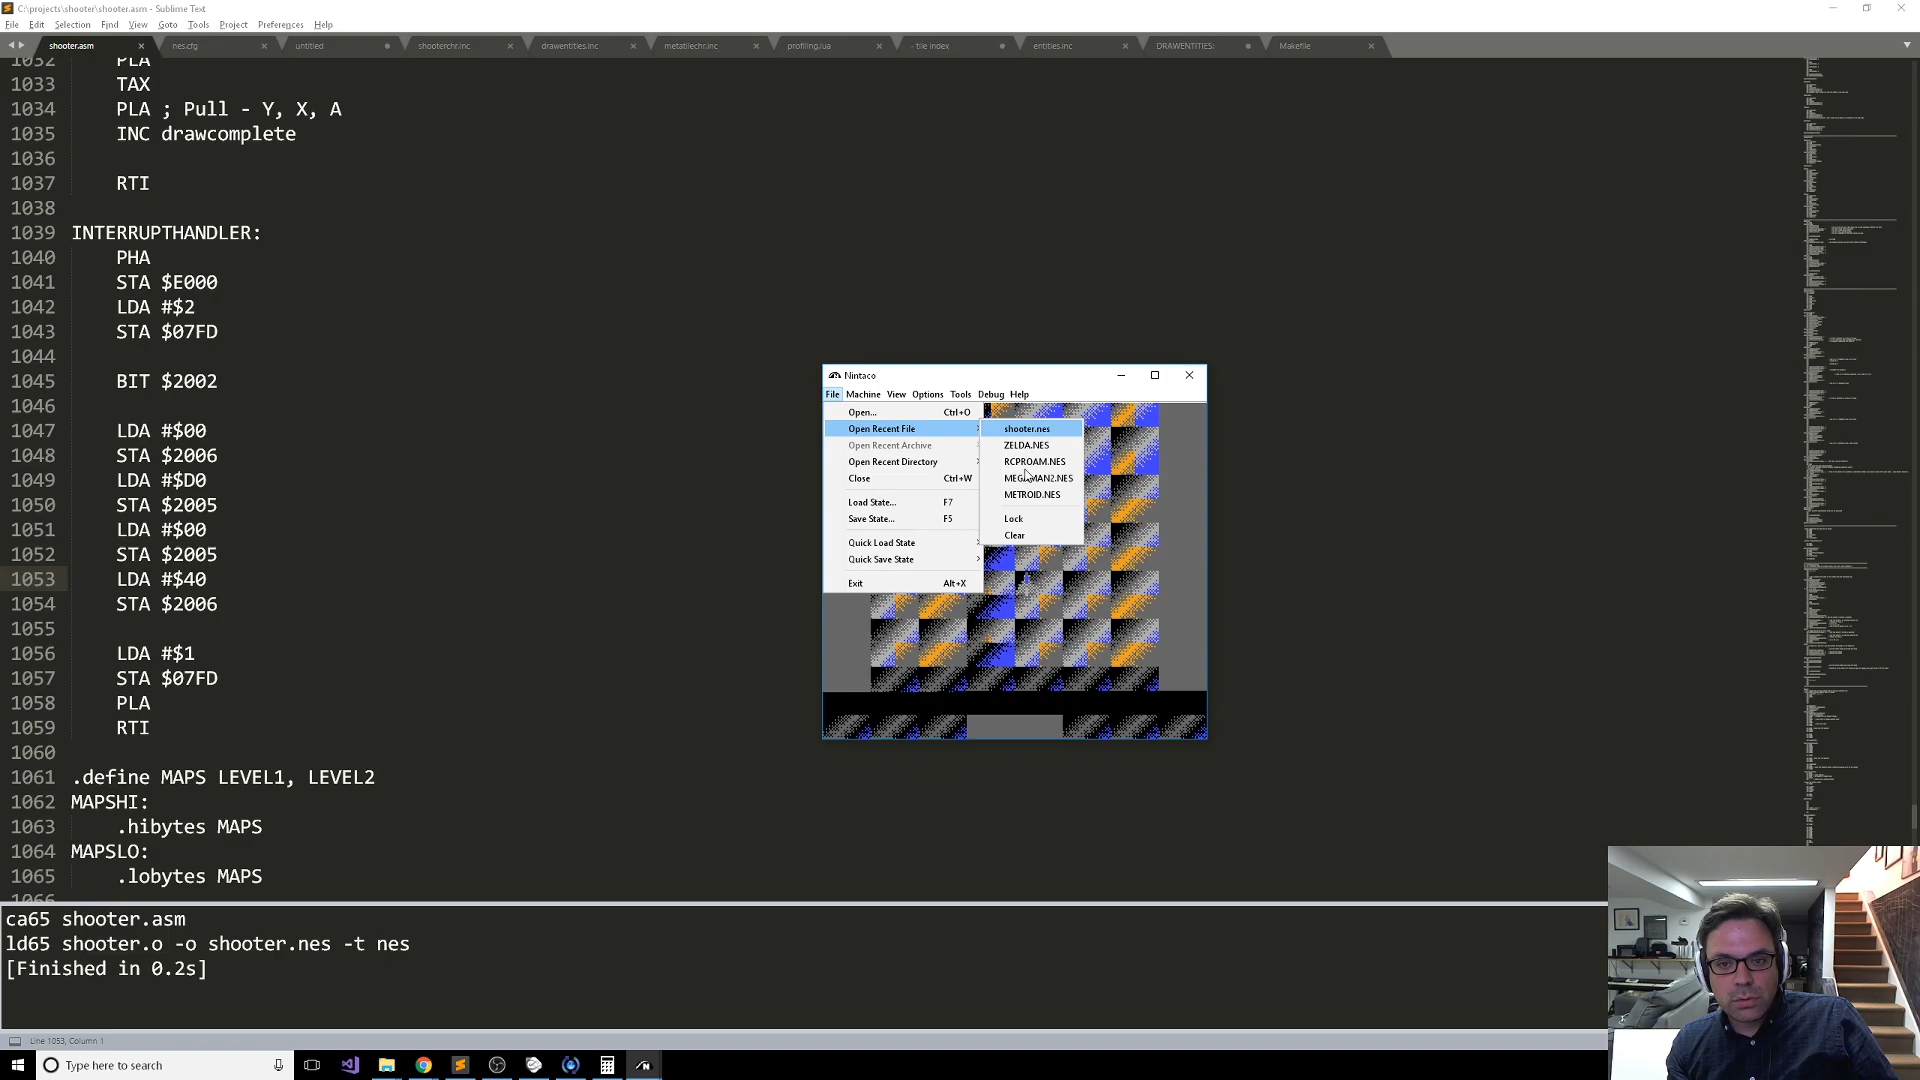 C:\projects\shooter\shooter.asm - Sublime Text
File Edit Selection Find View Goto Tools Project Preferences Help
shooter.asm nes.cfg untitled shooterchr.inc drawentities.inc metatilechr.inc profiling.lua - tile index entities.inc DRAWENTITIES: Makefile
1032 PLA
1033 TAX
1034 PLA ; Pull - Y, X, A
1035 INC drawcomplete
1036
1037 RTI
1038
1039 INTERRUPTHANDLER:
1040 PHA
1041 STA $E000
1042 LDA #$2
1043 STA $07FD
1044
1045 BIT $2002
1046
1047 LDA #$00
1048 STA $2006
1049 LDA #$D0
1050 STA $2005
1051 LDA #$00
1052 STA $2005
1053 LDA #$40
1054 STA $2006
1055
1056 LDA #$1
1057 STA $07FD
1058 PLA
1059 RTI
1060
1061 .define MAPS LEVEL1, LEVEL2
1062 MAPSHI:
1063 .hibytes MAPS
1064 MAPSLO:
1065 .lobytes MAPS
1066
Nintaco
File Machine View Options Tools Debug Help
Open... Ctrl+O
Open Recent File
Open Recent Archive
Open Recent Directory
Close Ctrl+W
Load State... F7
Save State... F5
Quick Load State
Quick Save State
Exit Alt+X
shooter.nes
ZELDA.NES
RCPROAM.NES
MEGAMAN2.NES
METROID.NES
Lock
Clear
ca65 shooter.asm
ld65 shooter.o -o shooter.nes -t nes
[Finished in 0.2s]
Line 1053, Column 1
Type here to search